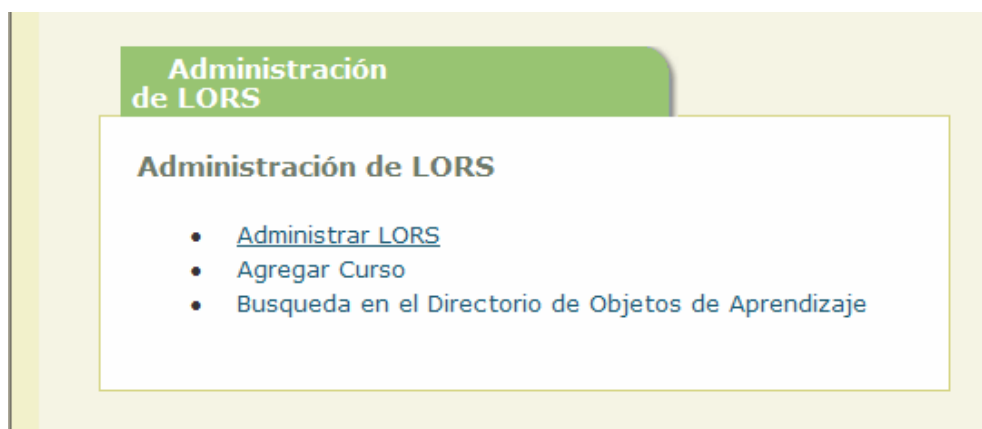 Administración
de LORS
Administración de LORS
Administrar LORS
Agregar Curso
Busqueda en el Directorio de Objetos de Aprendizaje